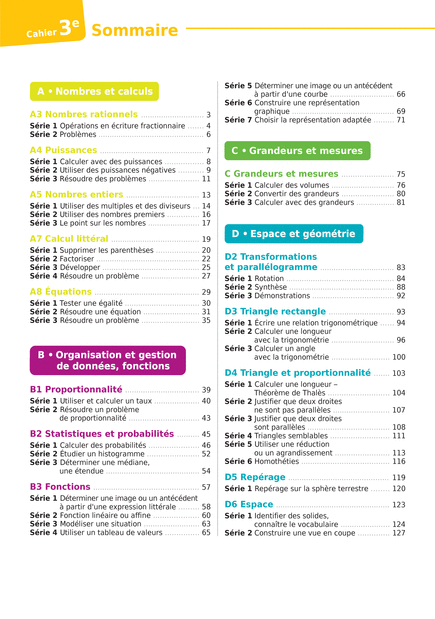 Cahier 3e Sommaire
A • Nombres et calculs
A3 Nombres rationnels 3
Série 1 Opérations en écriture fractionnaire 4
Série 2 Problèmes 6
A4 Puissances 7
Série 1 Calculer avec des puissances 8
Série 2 Utiliser des puissances négatives 9
Série 3 Résoudre des problèmes 11
A5 Nombres entiers 13
Série 1 Utiliser des multiples et des diviseurs 14
Série 2 Utiliser des nombres premiers 16
Série 3 Le point sur les nombres 17
A7 Calcul littéral 19
Série 1 Supprimer les parenthèses 20
Série 2 Factoriser 22
Série 3 Développer 25
Série 4 Résoudre un problème 27
A8 Équations 29
Série 1 Tester une égalité 30
Série 2 Résoudre une équation 31
Série 3 Résoudre un problème 35
B • Organisation et gestion
de données, fonctions
B1 Proportionnalité 39
Série 1 Utiliser et calculer un taux 40
Série 2 Résoudre un problème
de proportionnalité 43
B2 Statistiques et probabilités 45
Série 1 Calculer des probabilités 46
Série 2 Étudier un histogramme 52
Série 3 Déterminer une médiane,
une étendue 54
B3 Fonctions 57
Série 1 Déterminer une image ou un antécédent
à partir d'une expression littérale 58
Série 2 Fonction linéaire ou affine 60
Série 3 Modéliser une situation 63
Série 4 Utiliser un tableau de valeurs 65
Série 5 Déterminer une image ou un antécédent
à partir d'une courbe 66
Série 6 Construire une représentation
graphique 69
Série 7 Choisir la représentation adaptée 71
C • Grandeurs et mesures
C Grandeurs et mesures 75
Série 1 Calculer des volumes 76
Série 2 Convertir des grandeurs 80
Série 3 Calculer avec des grandeurs 81
D • Espace et géométrie
D2 Transformations
et parallélogramme 83
Série 1 Rotation 84
Série 2 Synthèse 88
Série 3 Démonstrations 92
D3 Triangle rectangle 93
Série 1 Écrire une relation trigonométrique 94
Série 2 Calculer une longueur
avec la trigonométrie 96
Série 3 Calculer un angle
avec la trigonométrie 100
D4 Triangle et proportionnalité 103
Série 1 Calculer une longueur –
Théorème de Thalès 104
Série 2 Justifier que deux droites
ne sont pas parallèles 107
Série 3 Justifier que deux droites
sont parallèles 108
Série 4 Triangles semblables 111
Série 5 Utiliser une réduction
ou un agrandissement 113
Série 6 Homothéties 116
D5 Repérage 119
Série 1 Repérage sur la sphère terrestre 120
D6 Espace 123
Série 1 Identifier des solides,
connaître le vocabulaire 124
Série 2 Construire une vue en coupe 127